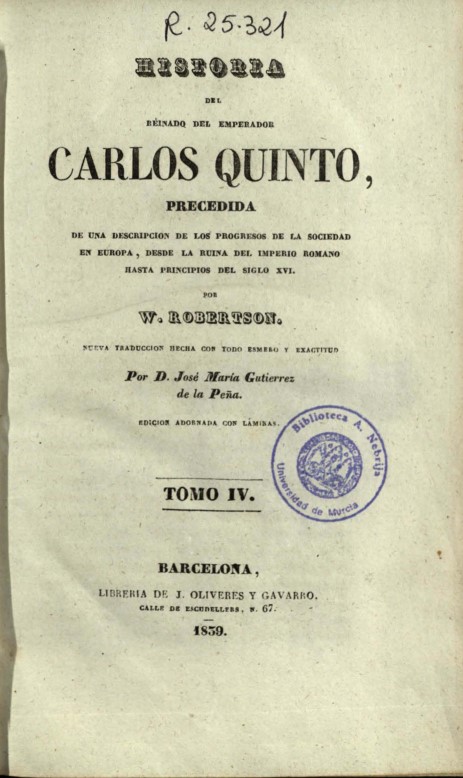 R. 25.321
HISTORIA
DEL
REINADO DEL EMPERADOR
CARLOS QUINTO,
PRECEDIDA
DE UNA DESCRIPCION DE LOS PROGRESOS DE LA SOCIEDAD
EN EUROPA, DESDE LA RUINA DEL IMPERIO ROMANO
HASTA PRINCIPIOS DEL SIGLO XVI.
POR
W. ROBERTSON.
NUEVA TRADUCCION HECHA CON TODO ESMERO Y EXACTITUD
Por D. José María Gutierrez
de la Peña.
EDICION ADORNADA CON LÁMINAS.
Biblioteca A. Nebrija
Universidad de Murcia
TOMO IV.
BARCELONA,
LIBRERIA DE J. OLIVERES Y GAVARRO.
CALLE DE ESCUDELLERS, N. 67.
1839.